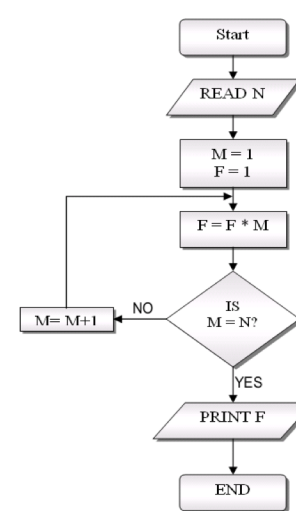 Start
READ N
M = 1
F = 1
F = F * M
IS
M = N?
NO
M= M+1
YES
PRINT F
END